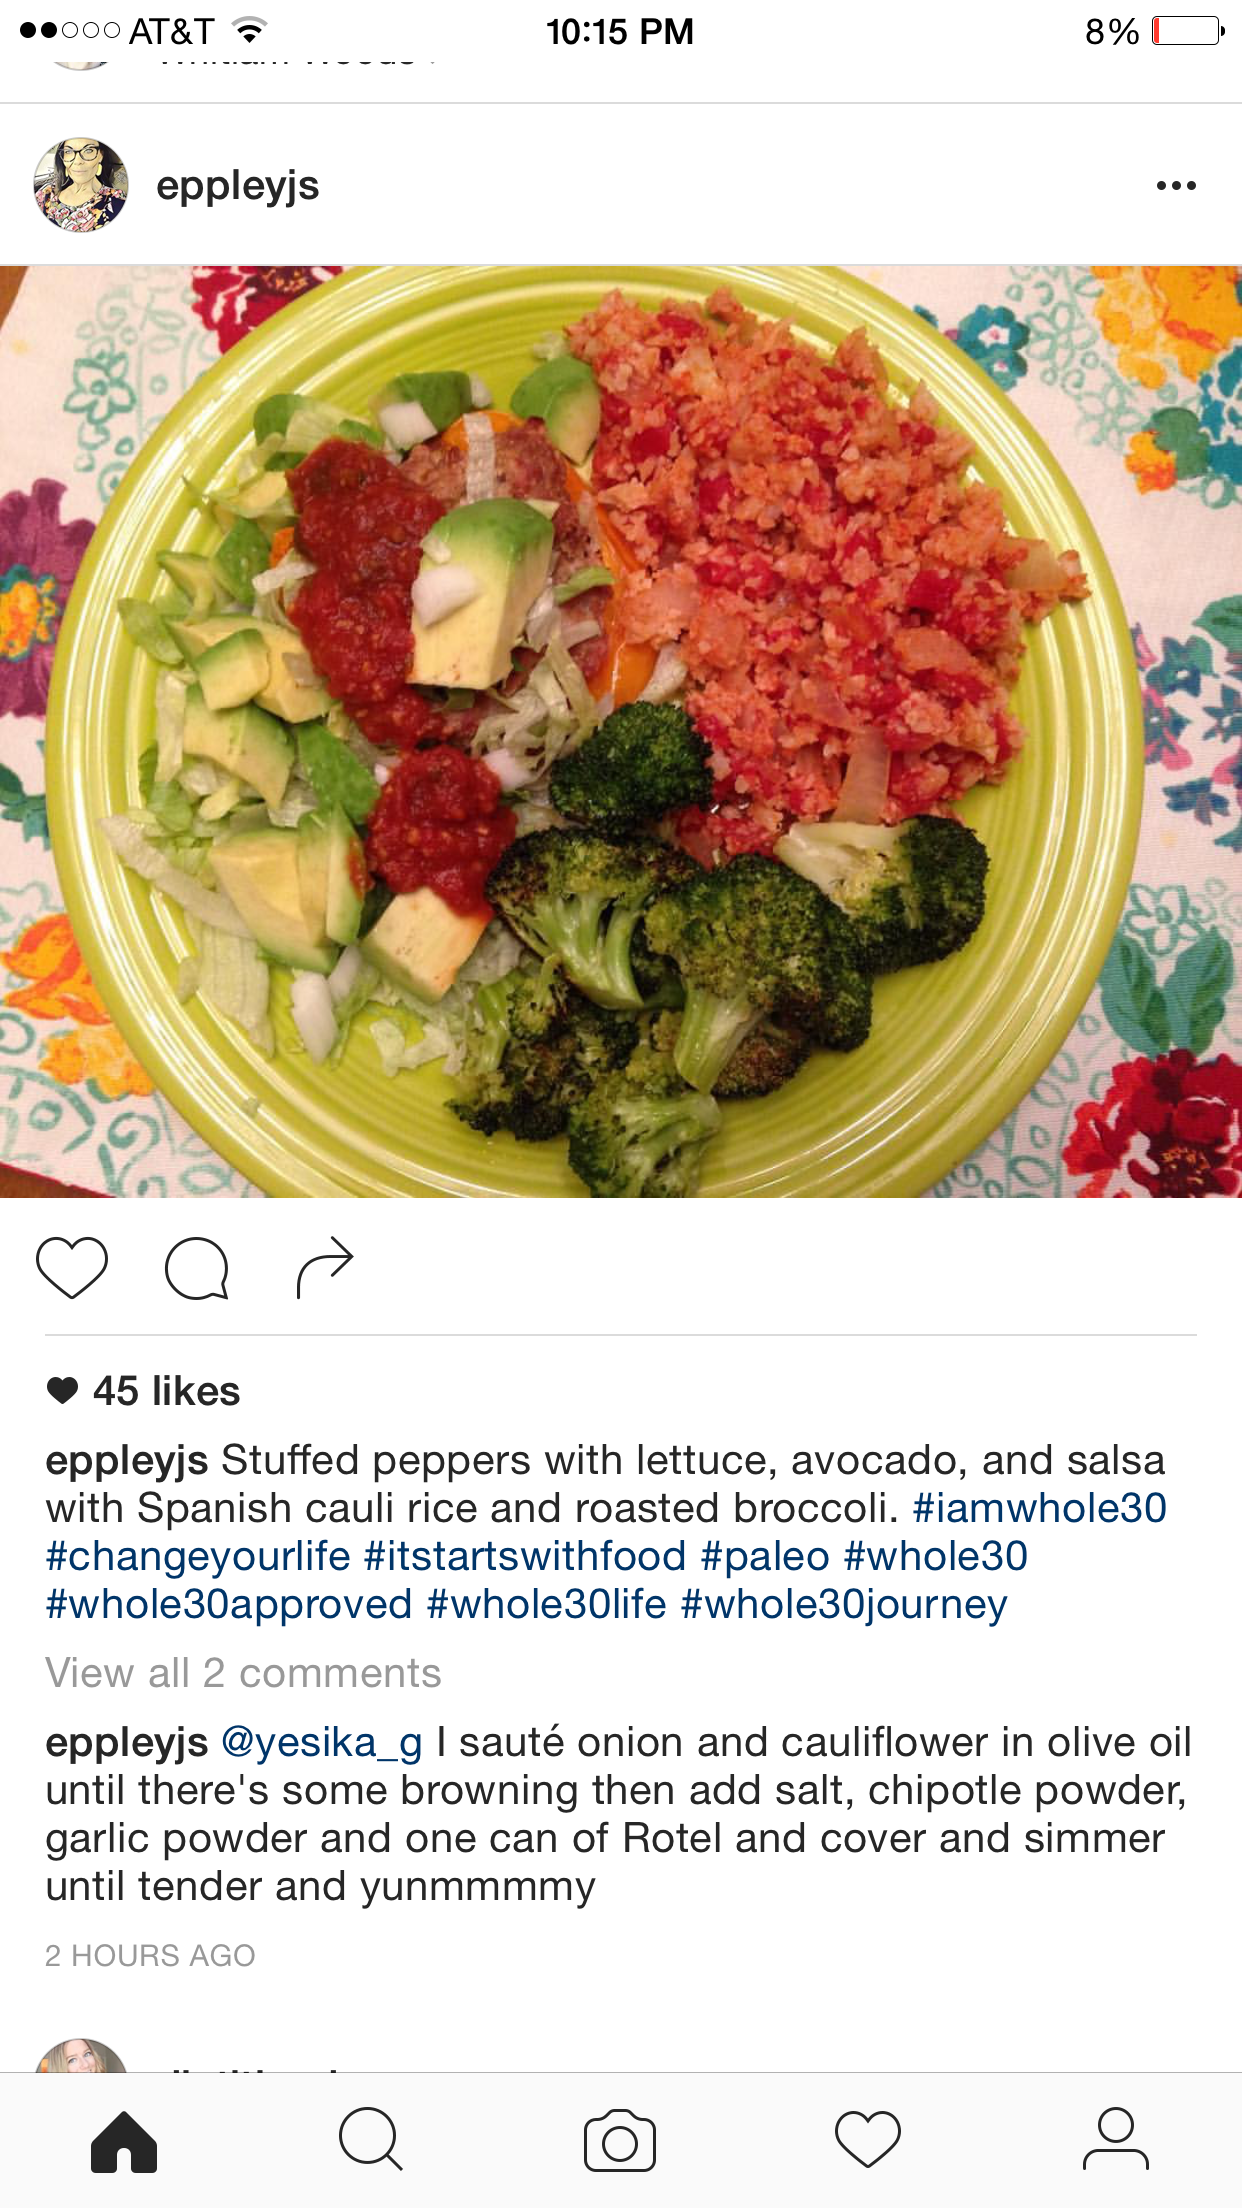 AT&T 10:15 PM 8%
eppleyjs
45 likes
eppleyjs Stuffed peppers with lettuce, avocado, and salsa
with Spanish cauli rice and roasted broccoli. #iamwhole30
#changeyourlife #itstartswithfood #paleo #whole30
#whole30approved #whole30life #whole30journey
View all 2 comments
eppleyjs @yesika_g I sauté onion and cauliflower in olive oil
until there's some browning then add salt, chipotle powder,
garlic powder and one can of Rotel and cover and simmer
until tender and yunmmmmy
2 HOURS AGO